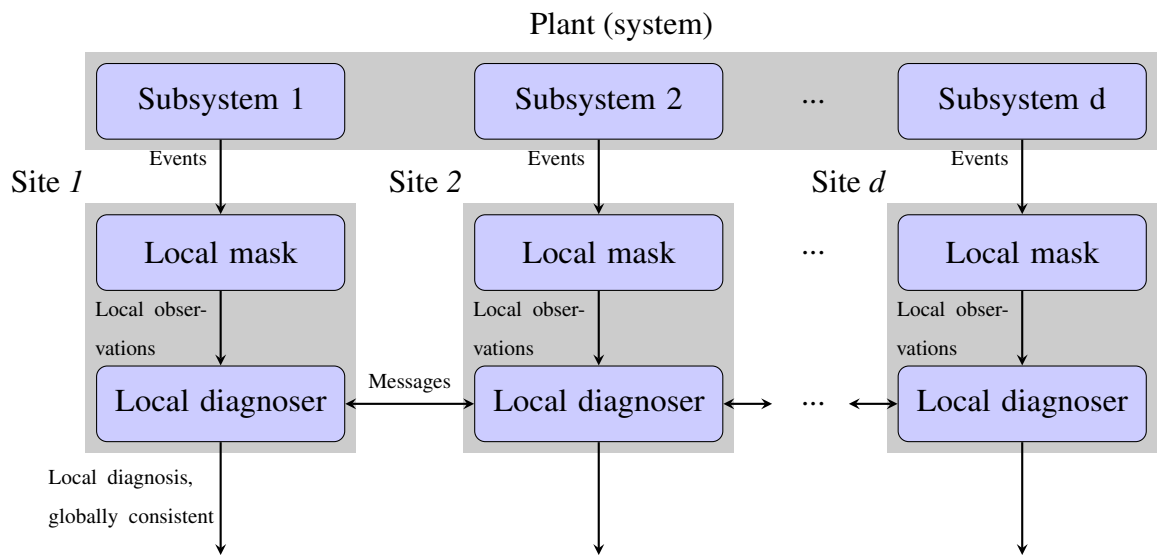 Plant (system)
Subsystem 1
Subsystem 2
...
Subsystem d
Events
Events
Events
Site 1
Site 2
Site d
Local mask
Local mask
...
Local mask
Local obser-
vations
Local obser-
vations
Local obser-
vations
Messages
Local diagnoser
Local diagnoser
...
Local diagnoser
Local diagnosis,
globally consistent